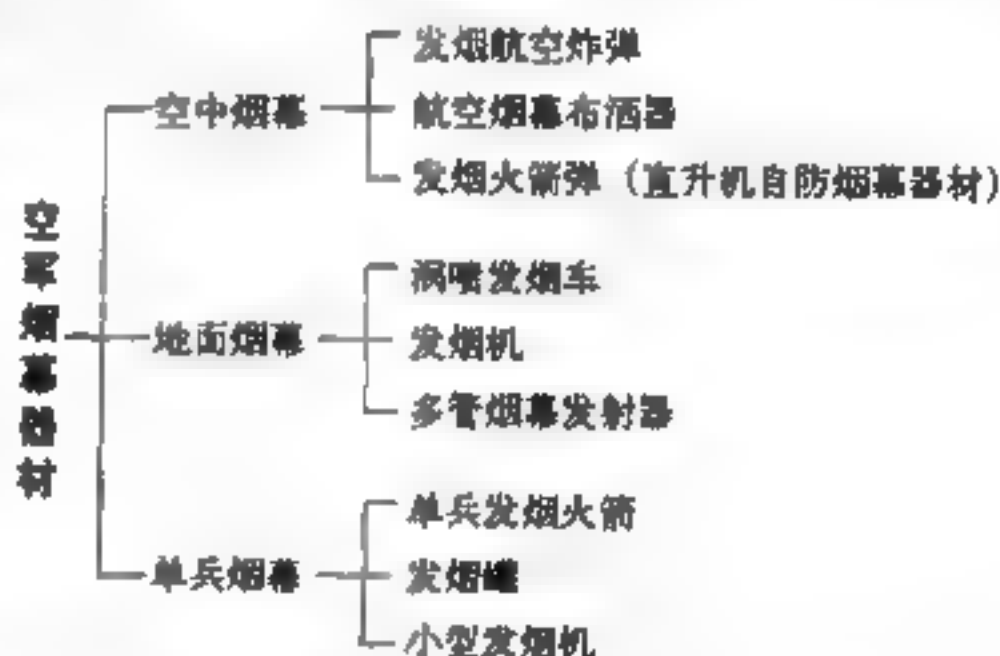 空间烟幕器材
空中烟幕
发烟航空炸弹
航空烟幕布洒器
发烟火箭弹（直升机自防烟幕器材）
地面烟幕
涡喷发烟车
发烟机
多管烟幕发射器
单兵烟幕
单兵发烟火箭
发烟罐
小型发烟机